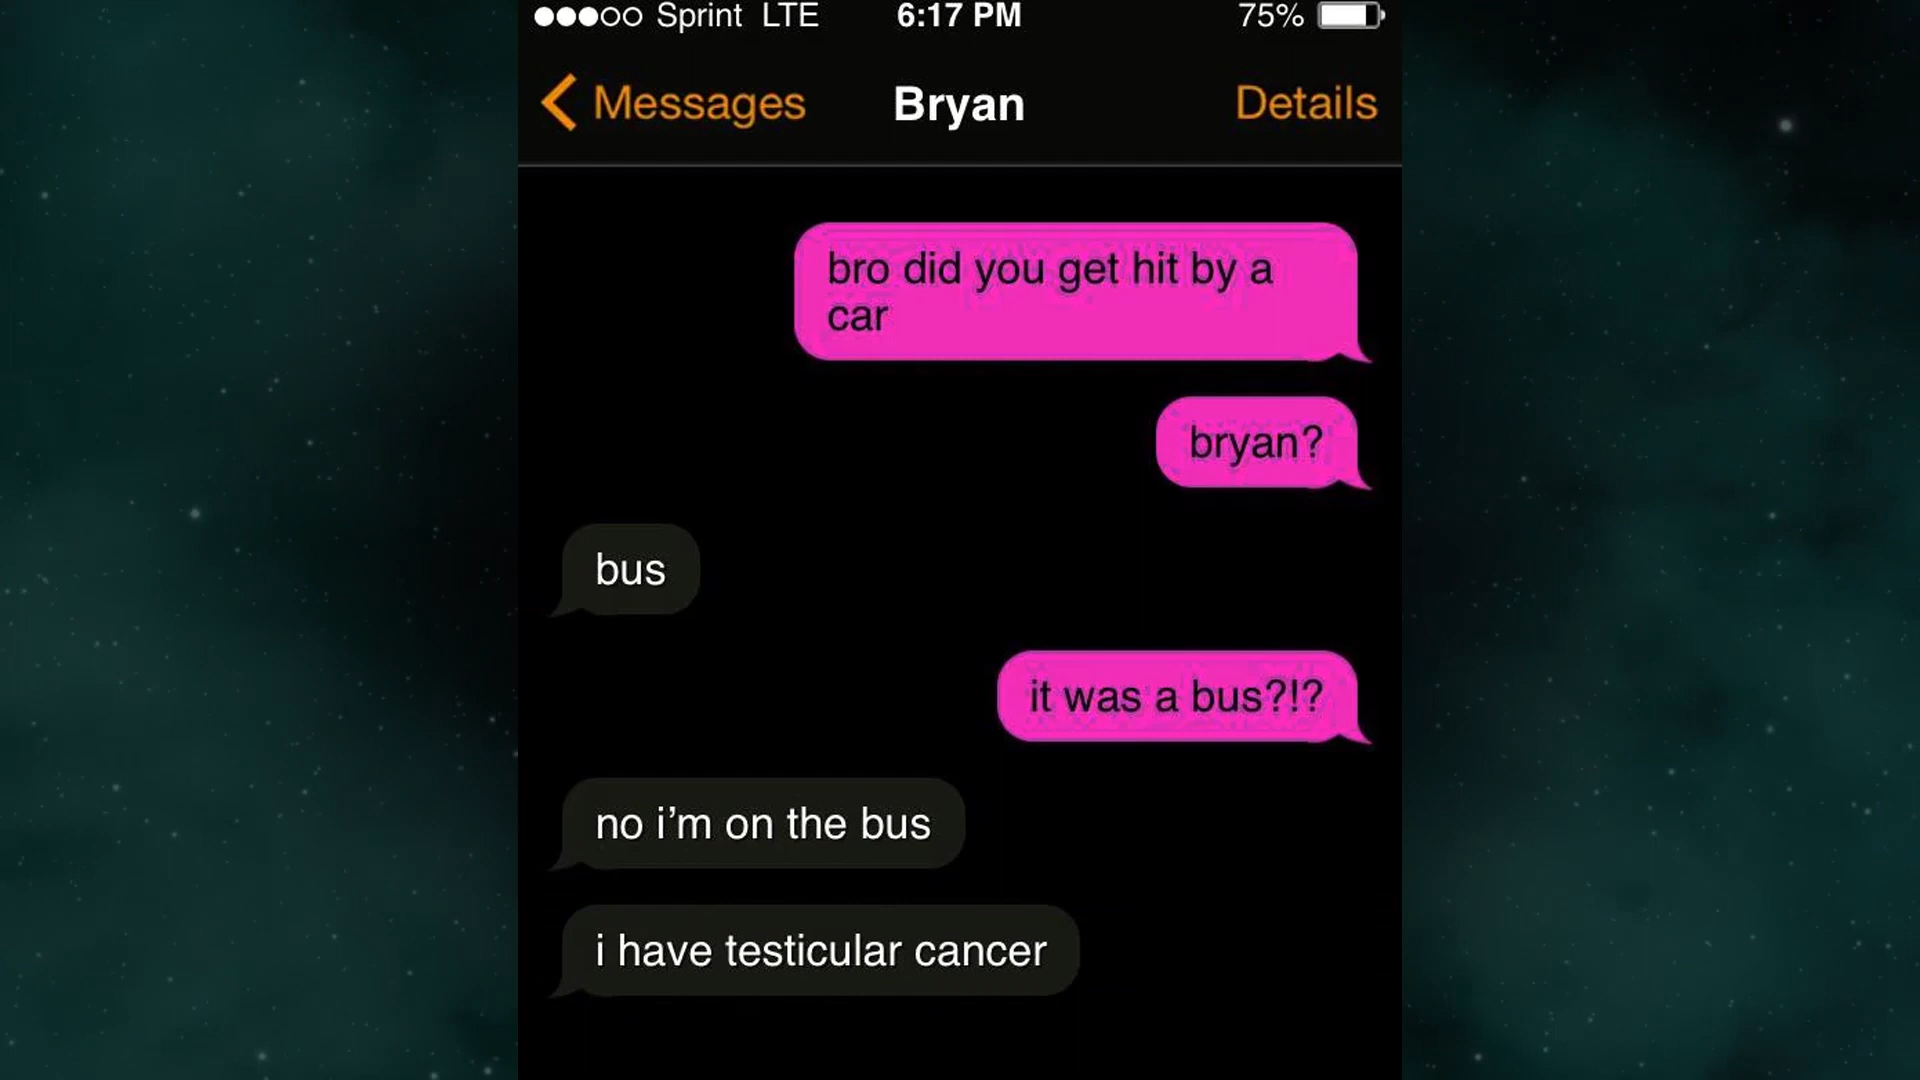 Sprint LTE 6:17 PM 75%
Messages Bryan Details
bro did you get hit by a
car
bryan?
bus
it was a bus?!?
no i’m on the bus
i have testicular cancer